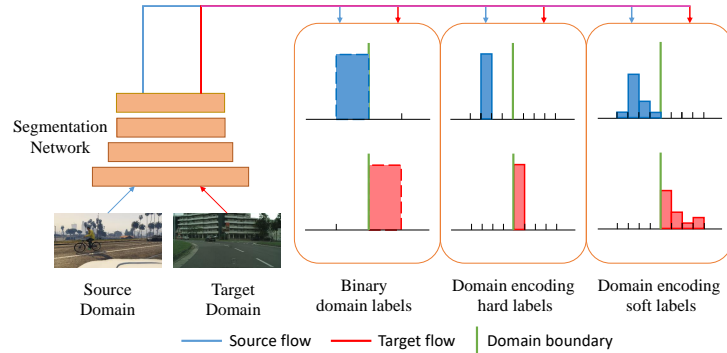 Segmentation
Network
Source
Domain
Target
Domain
Binary
domain labels
Domain encoding
hard labels
Domain encoding
soft labels
Source flow
Target flow
Domain boundary